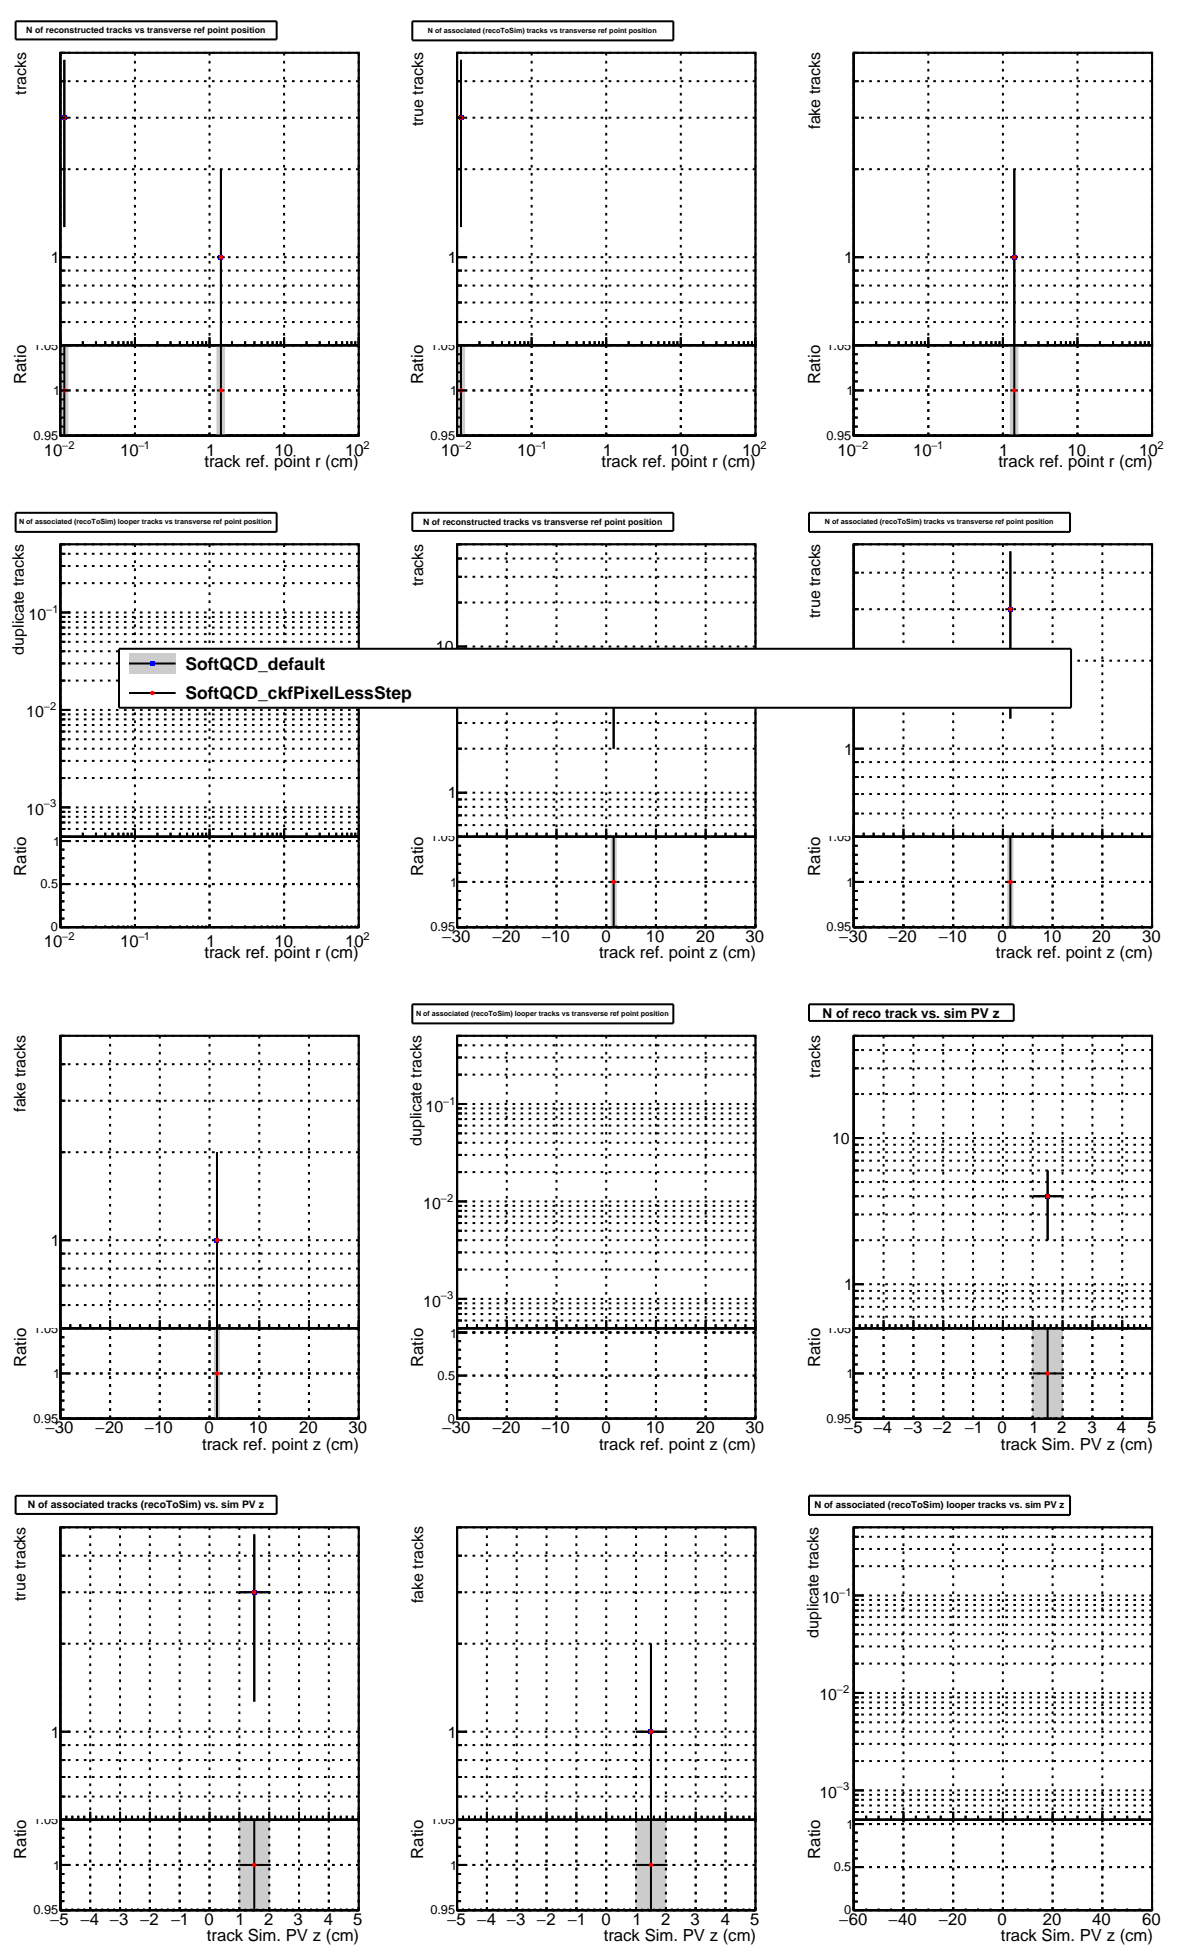 N of reconstructed tracks vs transverse ref point position
tracks
1
Ratio
1.05
1
0.95
10−2 10−1 1 10 102
track ref. point r (cm)
N of associated (recoToSim) tracks vs transverse ref point position
true tracks
Ratio
1.05
1
0.95
10−2 10−1 1 10 102
track ref. point r (cm)
fake tracks
1
Ratio
1.05
1
0.95
10−2 10−1 1 10 102
track ref. point r (cm)
N of associated (recoToSim) looper tracks vs transverse ref point position
duplicate tracks
10−1
10−2
10−3
Ratio
1
0.5
0
10−2 10−1 1 10 102
track ref. point r (cm)
N of reconstructed tracks vs transverse ref point position
tracks
10
1
Ratio
1.05
1
0.95
−30 −20 −10 0 10 20 30
track ref. point z (cm)
N of associated (recoToSim) tracks vs transverse ref point position
true tracks
1
Ratio
1.05
1
0.95
−30 −20 −10 0 10 20 30
track ref. point z (cm)
SoftQCD_default
SoftQCD_ckfPixelLessStep
fake tracks
1
Ratio
1.05
1
0.95
−30 −20 −10 0 10 20 30
track ref. point z (cm)
N of associated (recoToSim) looper tracks vs transverse ref point position
duplicate tracks
10−1
10−2
10−3
Ratio
1
0.5
0
−30 −20 −10 0 10 20 30
track ref. point z (cm)
N of reco track vs. sim PV z
tracks
10
1
Ratio
1.05
1
0.95
−5 −4 −3 −2 −1 0 1 2 3 4 5
track Sim. PV z (cm)
N of associated tracks (recoToSim) vs. sim PV z
true tracks
1
Ratio
1.05
1
0.95
−5 −4 −3 −2 −1 0 1 2 3 4 5
track Sim. PV z (cm)
fake tracks
1
Ratio
1.05
1
0.95
−5 −4 −3 −2 −1 0 1 2 3 4 5
track Sim. PV z (cm)
N of associated (recoToSim) looper tracks vs. sim PV z
duplicate tracks
10−1
10−2
10−3
Ratio
1
0.5
0
−60 −40 −20 0 20 40 60
track Sim. PV z (cm)